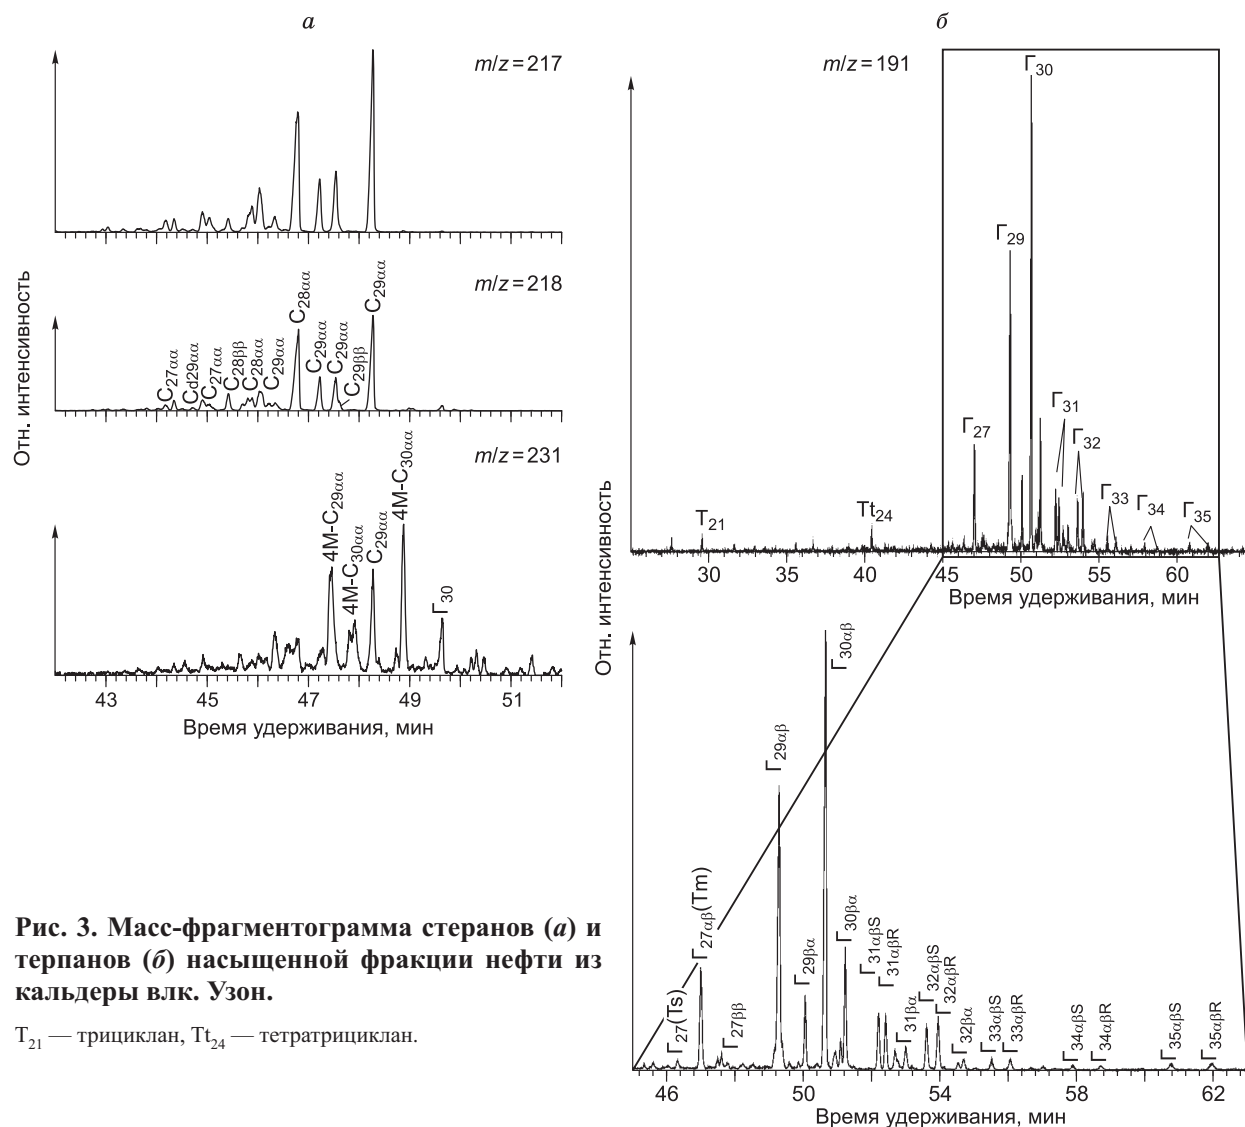 а
m/z = 217
m/z = 218
C27αα
Cd29αα
C27αα
C28ββ
C28αα
C29αα
C28αα
C29αα
C29αα
C29ββ
C29αα
m/z = 231
4М-C29αα
4М-C30αα
C29αα
4М-C30αα
Г30
Отн. интенсивность
43 45 47 49 51
Время удерживания, мин
б
m/z = 191
T21
Tt24
Г27
Г29
Г30
Г31
Г32
Г33
Г34
Г35
30 35 40 45 50 55 60
Время удерживания, мин
Отн. интенсивность
Г27(Ts)
Г27αβ(Tm)
Г27ββ
Г29αβ
Г29βα
Г30αβ
Г30βα
Г31αβS
Г31αβR
Г31βα
Г32αβS
Г32αβR
Г32βα
Г33αβS
Г33αβR
Г34αβS
Г34αβR
Г35αβS
Г35αβR
46 50 54 58 62
Время удерживания, мин
Рис. 3. Масс-фрагментограмма стеранов (а) и
терпанов (б) насыщенной фракции нефти из
кальдеры влк. Узон.
T21 — трициклан, Tt24 — тетратрициклан.